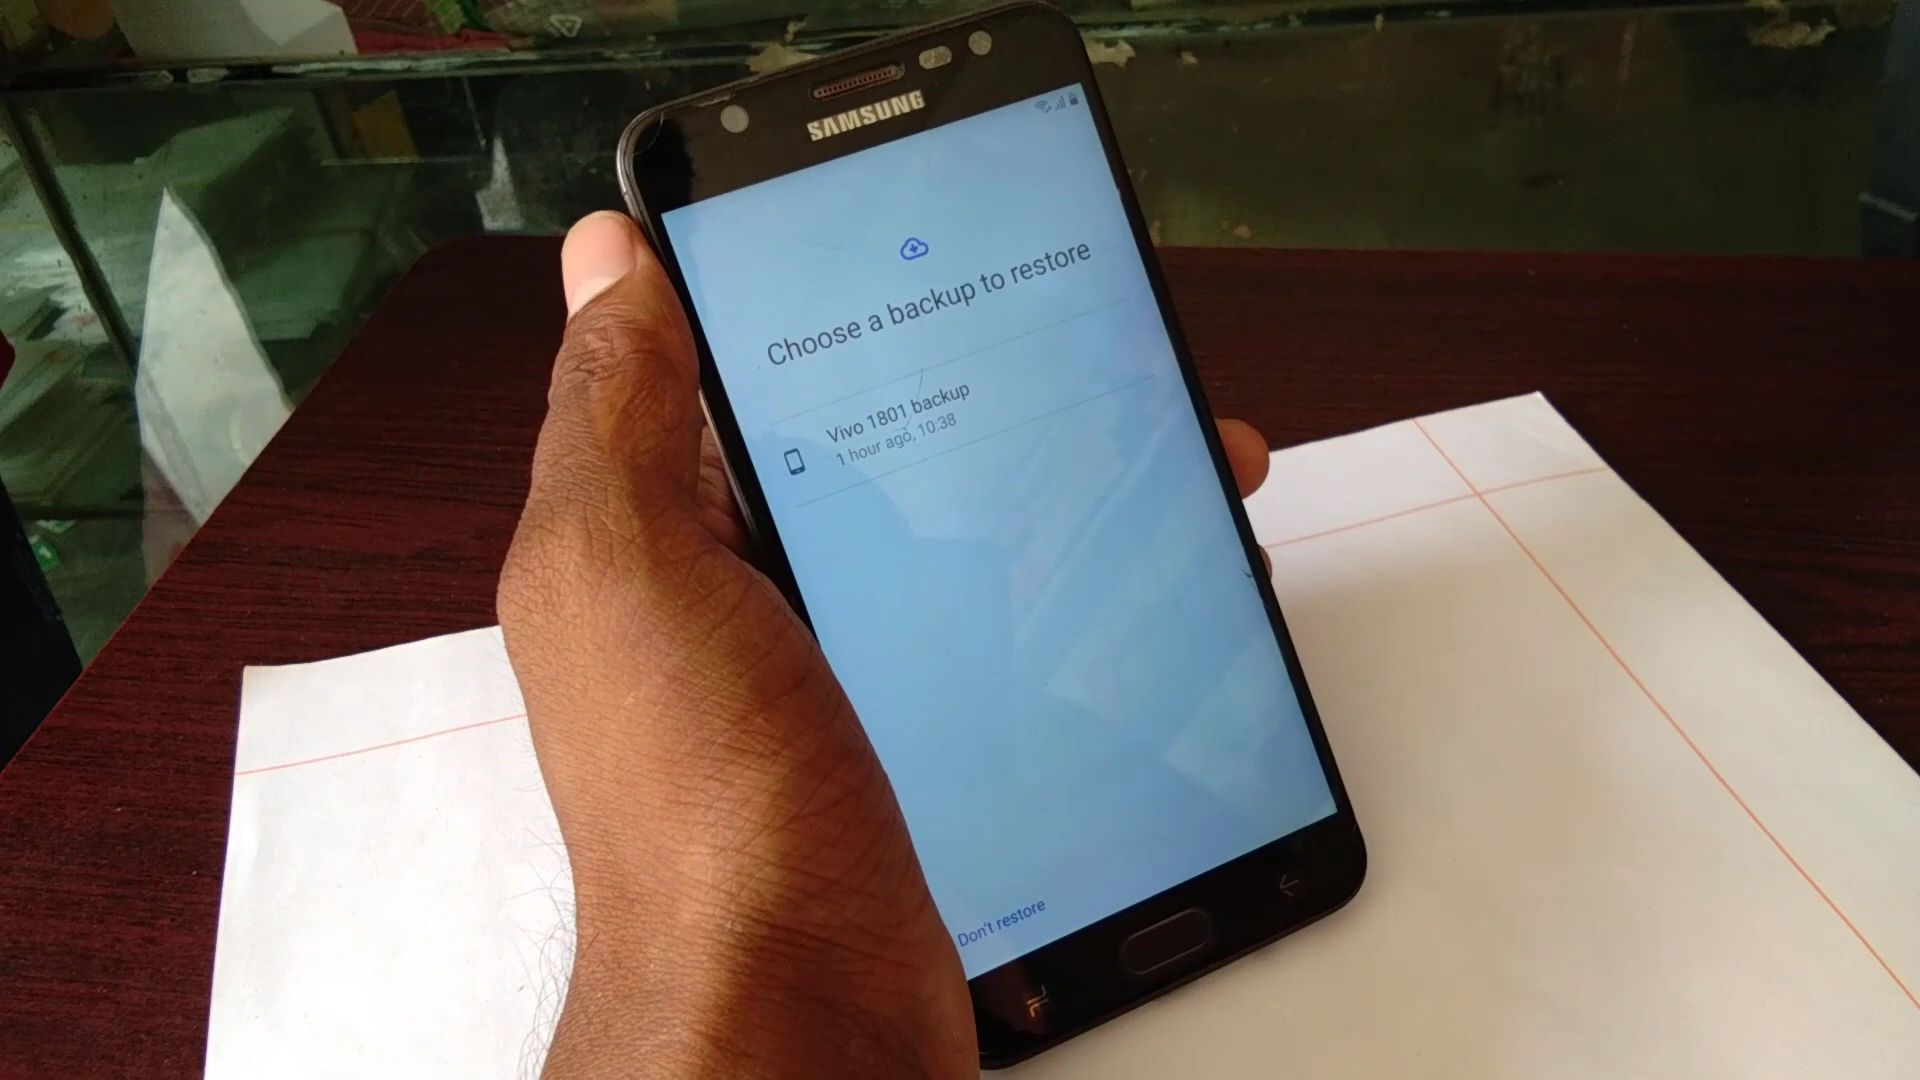 SAMSUNG
Choose a backup to restore
Vivo 1801 backup
1 hour ago, 10:38
Don't restore